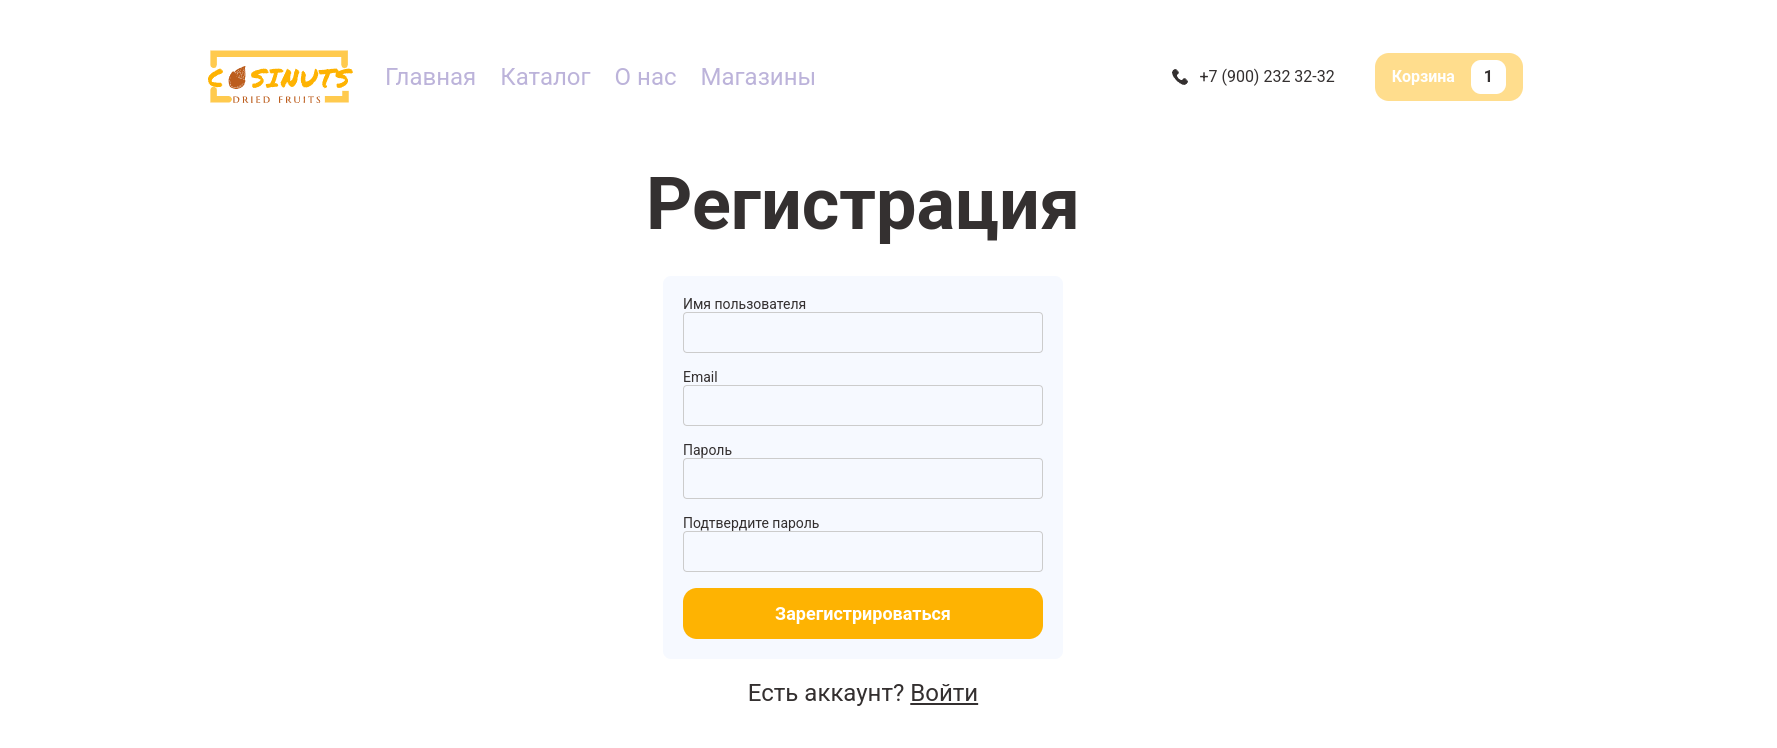 COSINUTS
DRIED FRUITS
Главная Каталог О нас Магазины
+7 (900) 232 32-32
Корзина 1
Регистрация
Имя пользователя
Email
Пароль
Подтвердите пароль
Зарегистрироваться
Есть аккаунт? Войти